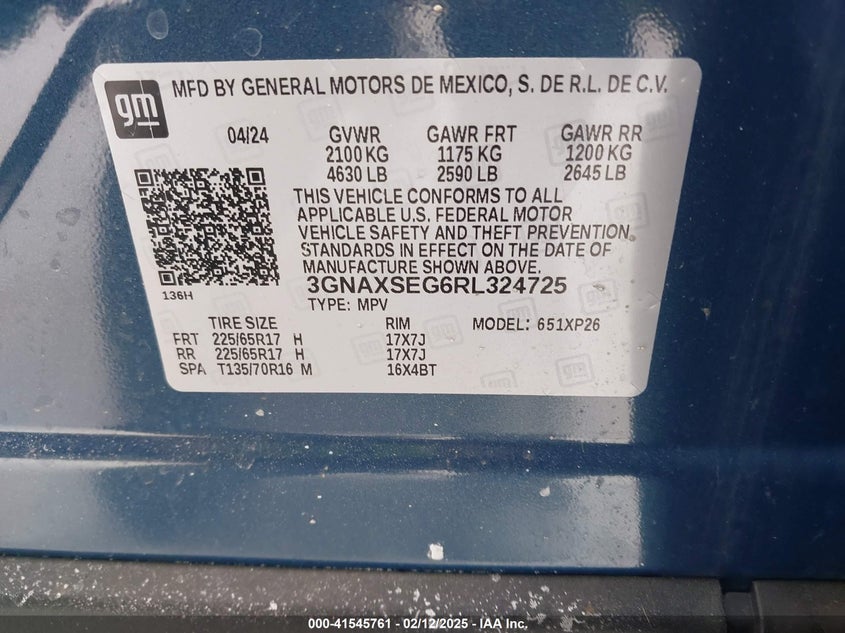 gm
MFD BY GENERAL MOTORS DE MEXICO, S. DE R.L. DE C.V.
04/24 GVWR GAWR FRT GAWR RR
2100 KG 1175 KG 1200 KG
4630 LB 2590 LB 2645 LB
THIS VEHICLE CONFORMS TO ALL
APPLICABLE U.S. FEDERAL MOTOR
VEHICLE SAFETY AND THEFT PREVENTION
STANDARDS IN EFFECT ON THE DATE OF
MANUFACTURE SHOWN ABOVE.
136H
3GNAXSEG6RL324725
TYPE: MPV
TIRE SIZE RIM MODEL: 651XP26
FRT 225/65R17 H 17X7J
RR 225/65R17 H 17X7J
SPA T135/70R16 M 16X4BT
000-41545761 - 02/12/2025 - IAA Inc.